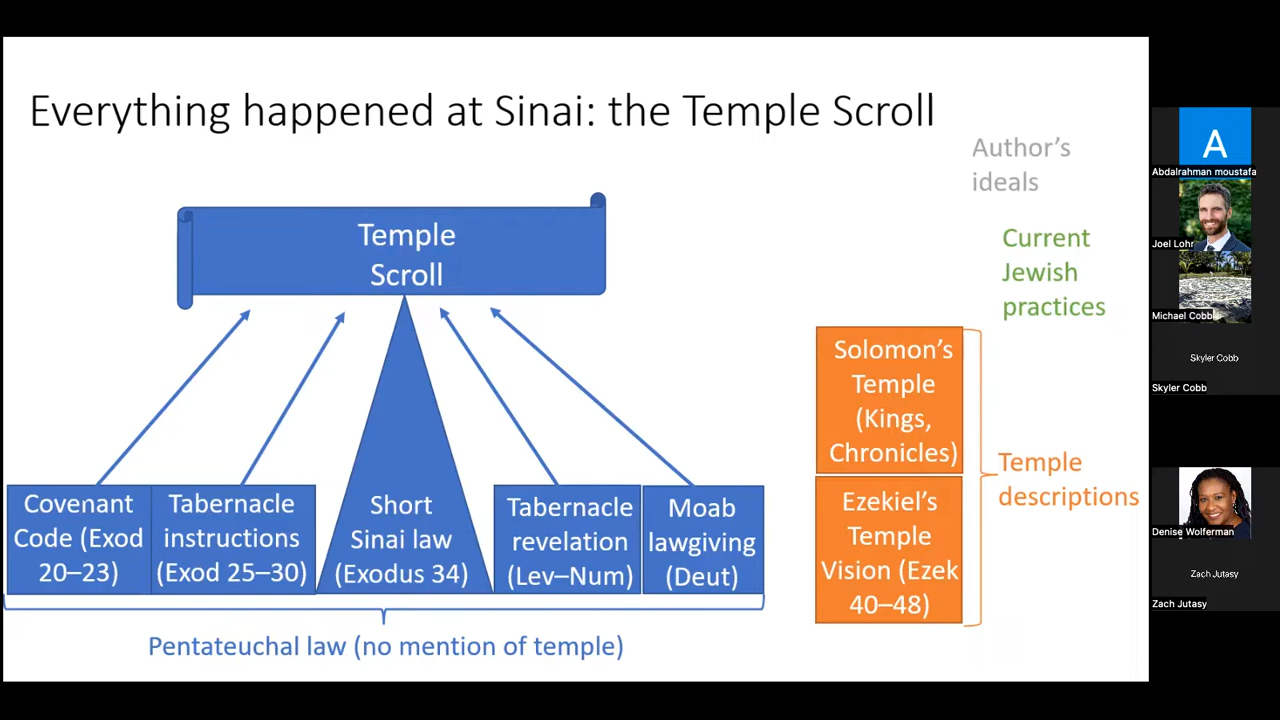 Everything happened at Sinai: the Temple Scroll
Author's
ideals
Current
Jewish
practices
Temple
Scroll
Solomon's
Temple
(Kings,
Chronicles)
Ezekiel's
Temple
Vision (Ezek
40–48)
Temple
descriptions
Covenant
Code (Exod
20–23)
Tabernacle
instructions
(Exod 25–30)
Short
Sinai law
(Exodus 34)
Tabernacle
revelation
(Lev–Num)
Moab
lawgiving
(Deut)
Pentateuchal law (no mention of temple)
A
Abdalrahman moustafa
Joel Lohr
Michael Cobb
Skyler Cobb
Skyler Cobb
Denise Wolferman
Zach Jutasy
Zach Jutasy